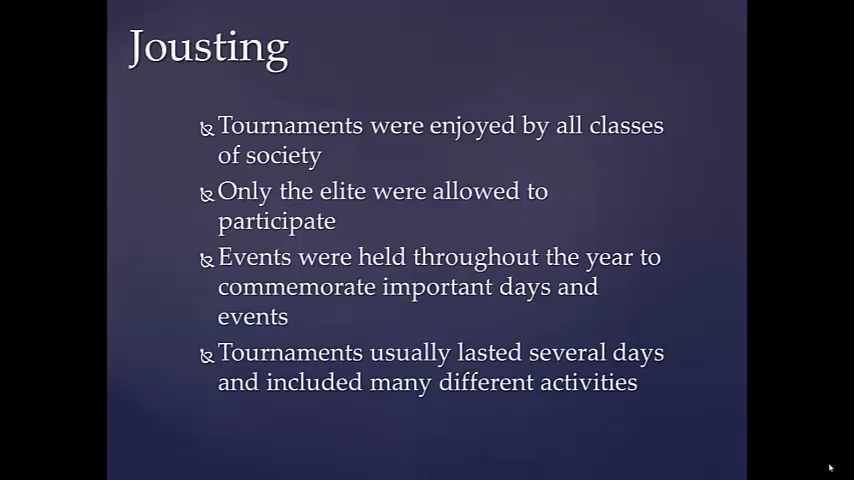 Jousting
Tournaments were enjoyed by all classes
of society
Only the elite were allowed to
participate
Events were held throughout the year to
commemorate important days and
events
Tournaments usually lasted several days
and included many different activities